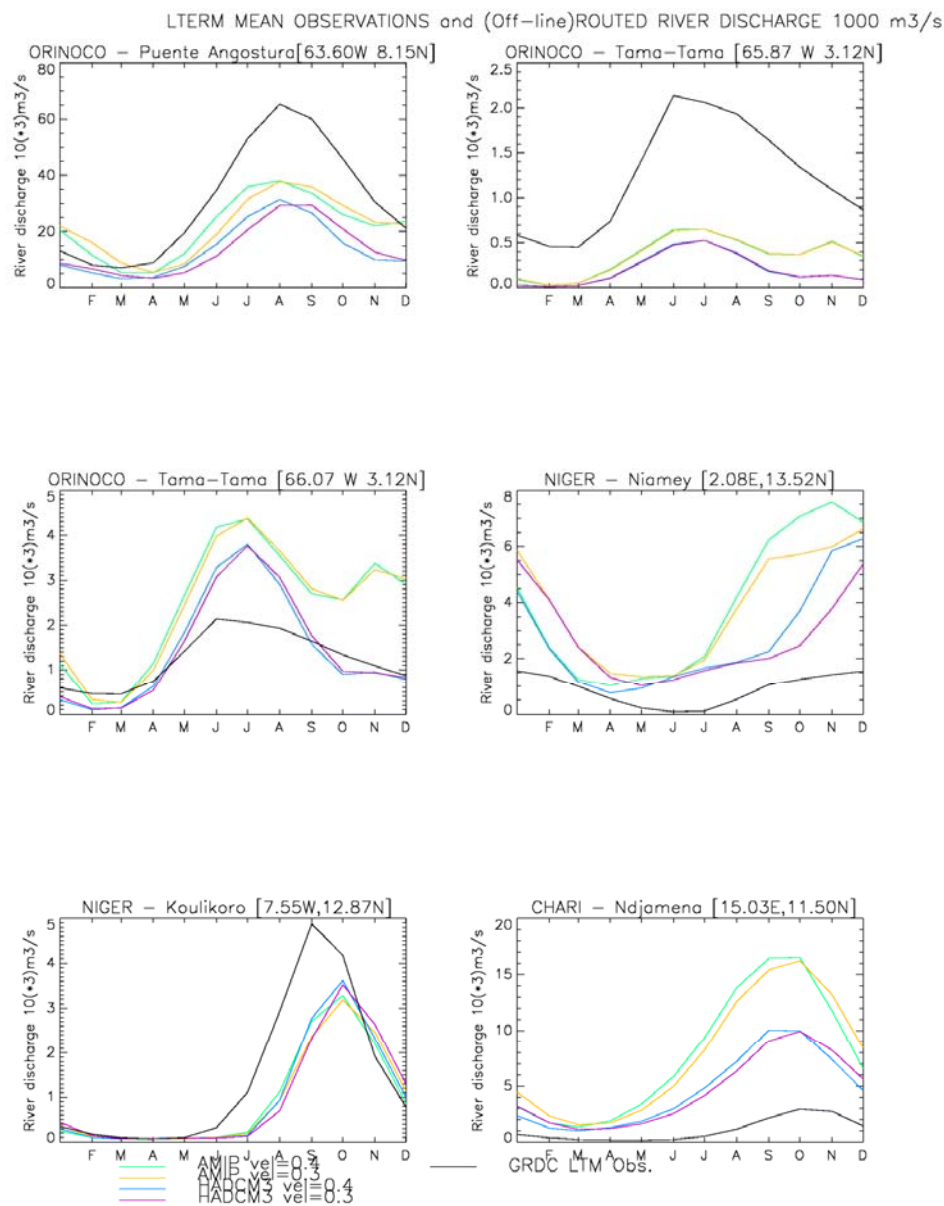 LTERM MEAN OBSERVATIONS and (Off-line)ROUTED RIVER DISCHARGE 1000 m3/s
ORINOCO - Puente Angostura[63.60W 8.15N]
River discharge 10(*3)m3/s
80
60
40
20
0
F M A M J J A S O N D
ORINOCO - Tama-Tama [65.87 W 3.12N]
River discharge 10(*3)m3/s
2.5
2.0
1.5
1.0
0.5
0.0
F M A M J J A S O N D
ORINOCO - Tama-Tama [66.07 W 3.12N]
River discharge 10(*3)m3/s
5
4
3
2
1
0
F M A M J J A S O N D
NIGER - Niamey [2.08E,13.52N]
River discharge 10(*3)m3/s
8
6
4
2
0
F M A M J J A S O N D
NIGER - Koulikoro [7.55W,12.87N]
River discharge 10(*3)m3/s
5
4
3
2
1
0
F M A M J J A S O N D
CHARI - Ndjamena [15.03E,11.50N]
River discharge 10(*3)m3/s
20
15
10
5
0
F M A M J J A S O N D
AMIP vel=0.4
AMIP vel=0.3
HADCM3 vel=0.4
HADCM3 vel=0.3
GRDC LTM Obs.